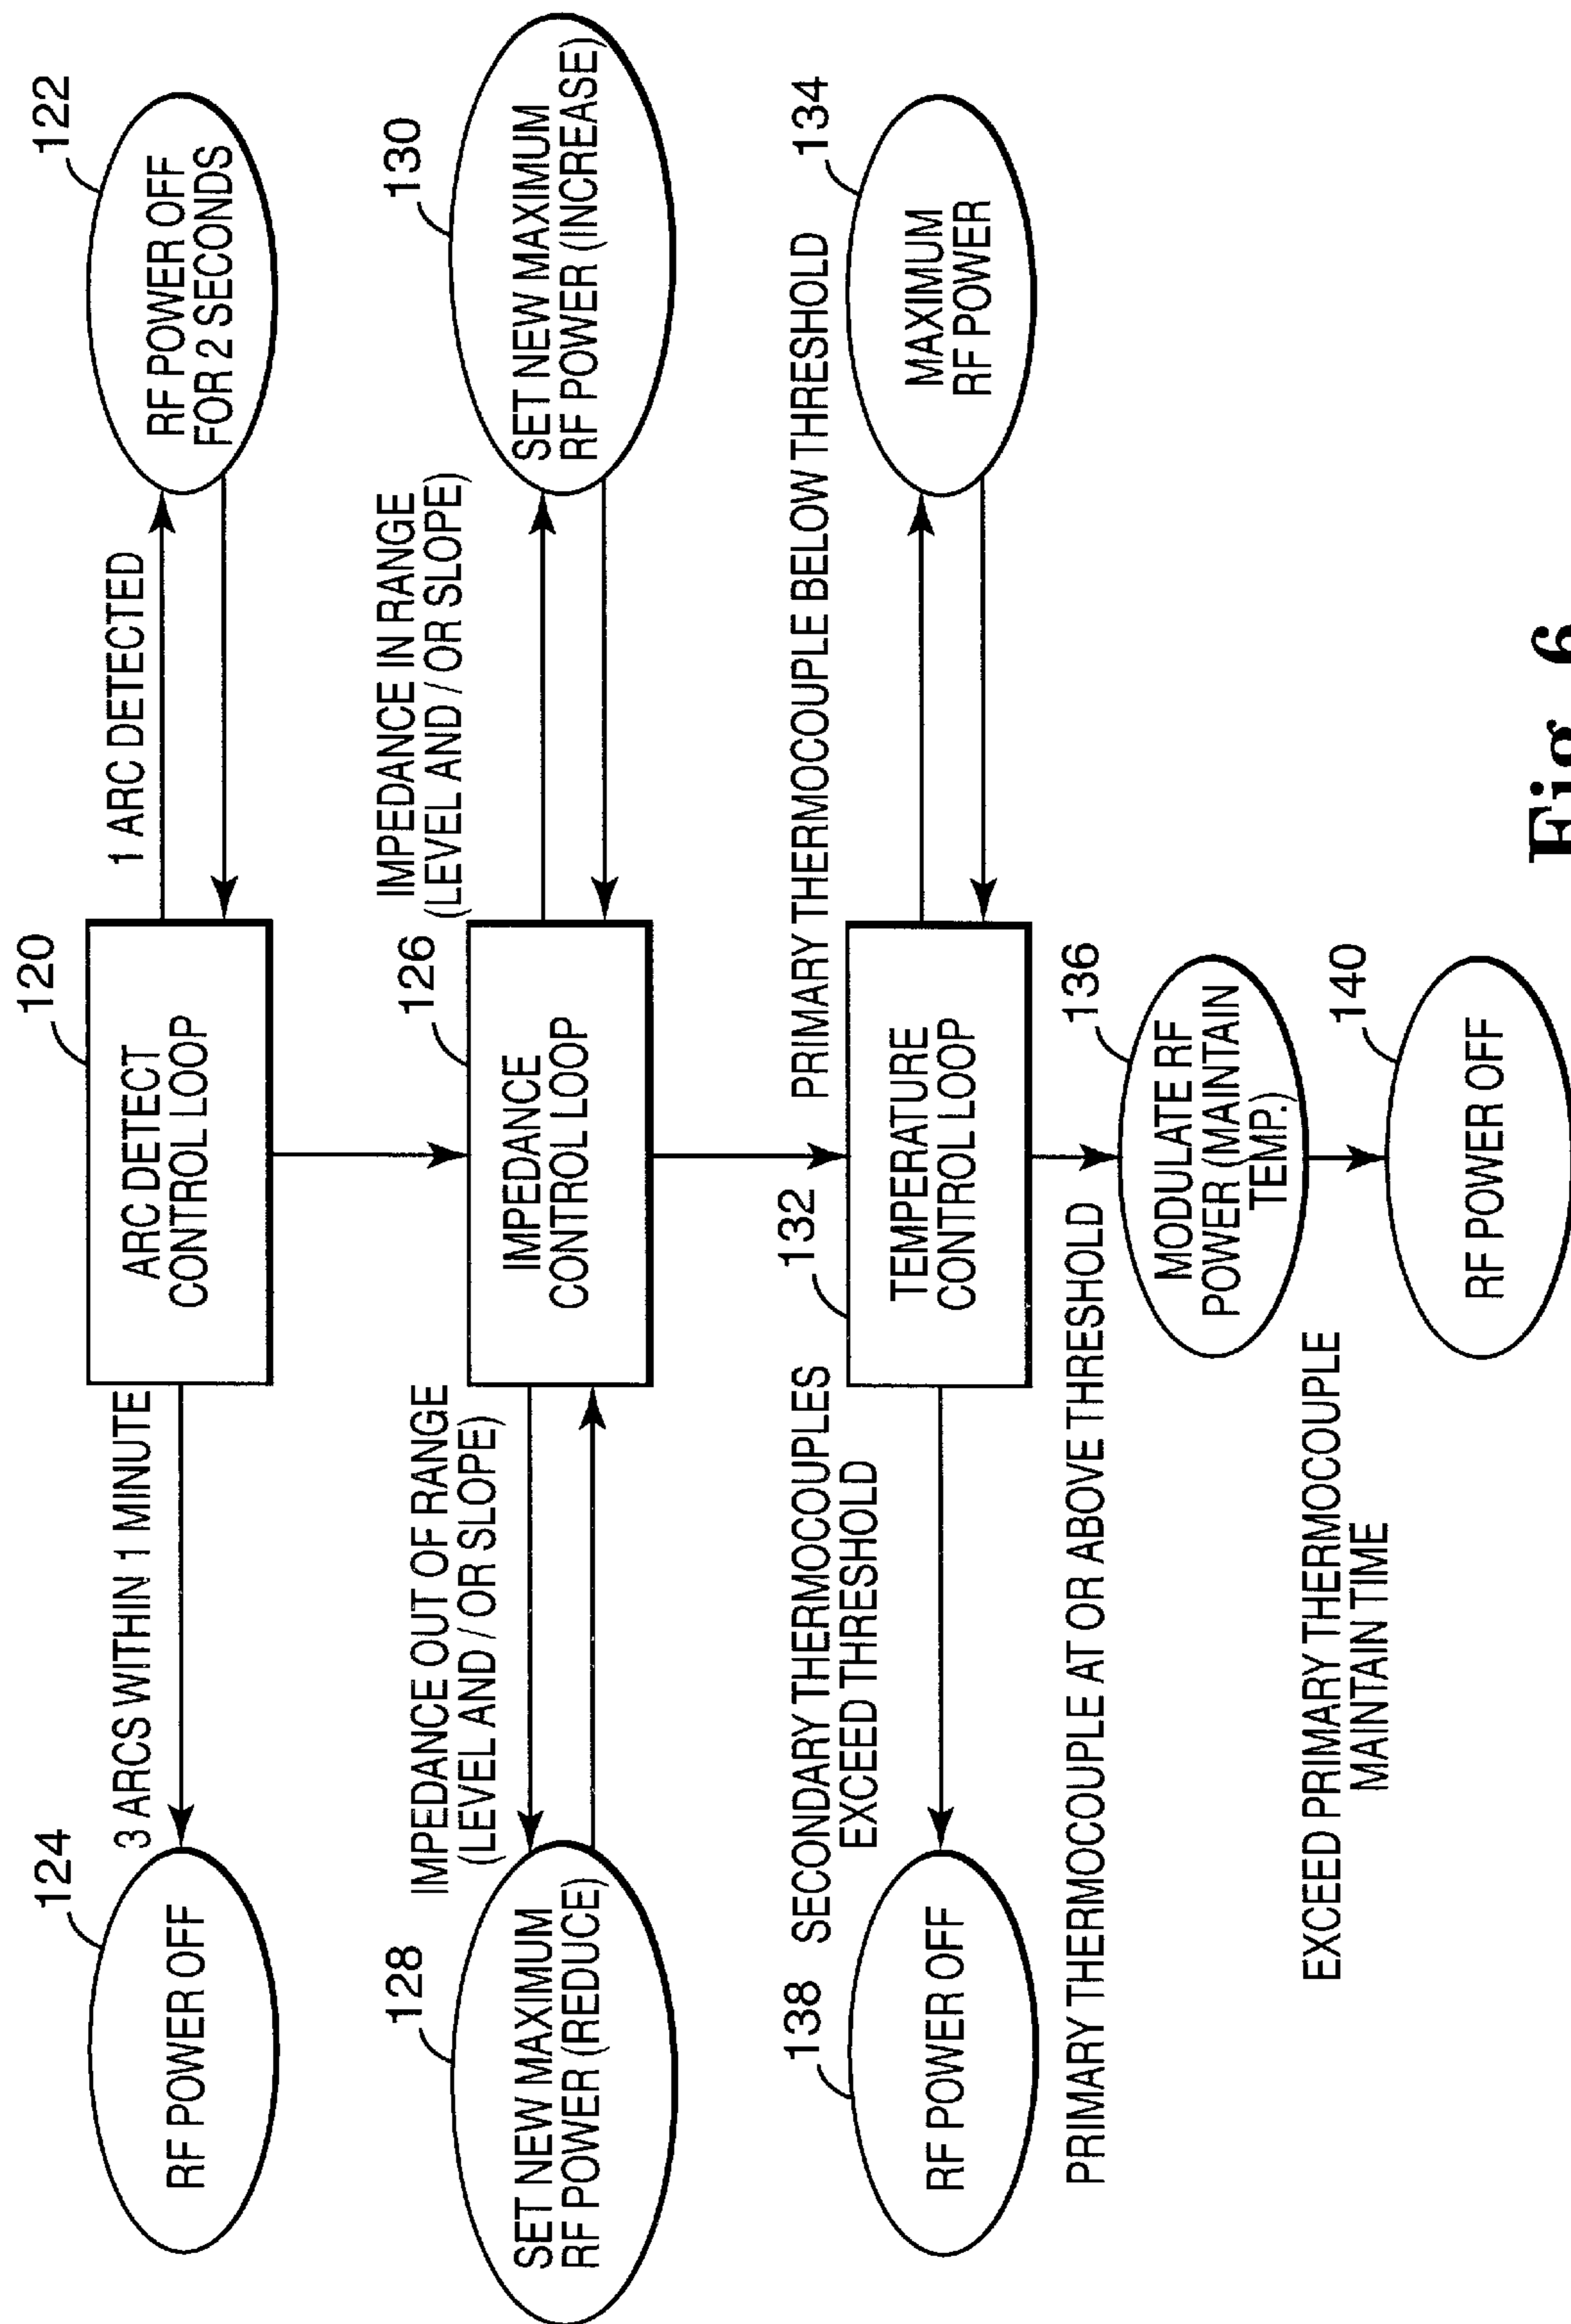 120
122
124
3 ARCS WITHIN 1 MINUTE
1 ARC DETECTED
RF POWER OFF
ARC DETECT
CONTROL LOOP
RF POWER OFF
FOR 2 SECONDS
128
IMPEDANCE OUT OF RANGE
(LEVEL AND / OR SLOPE)
126
IMPEDANCE IN RANGE
(LEVEL AND / OR SLOPE)
130
SET NEW MAXIMUM
RF POWER (REDUCE)
IMPEDANCE
CONTROL LOOP
SET NEW MAXIMUM
RF POWER (INCREASE)
138
SECONDARY THERMOCOUPLES
EXCEED THRESHOLD
132
PRIMARY THERMOCOUPLE BELOW THRESHOLD
134
RF POWER OFF
TEMPERATURE
CONTROL LOOP
MAXIMUM
RF POWER
PRIMARY THERMOCOUPLE AT OR ABOVE THRESHOLD
136
MODULATE RF
POWER (MAINTAIN
TEMP.)
EXCEED PRIMARY THERMOCOUPLE
MAINTAIN TIME
140
RF POWER OFF
Fig. 6